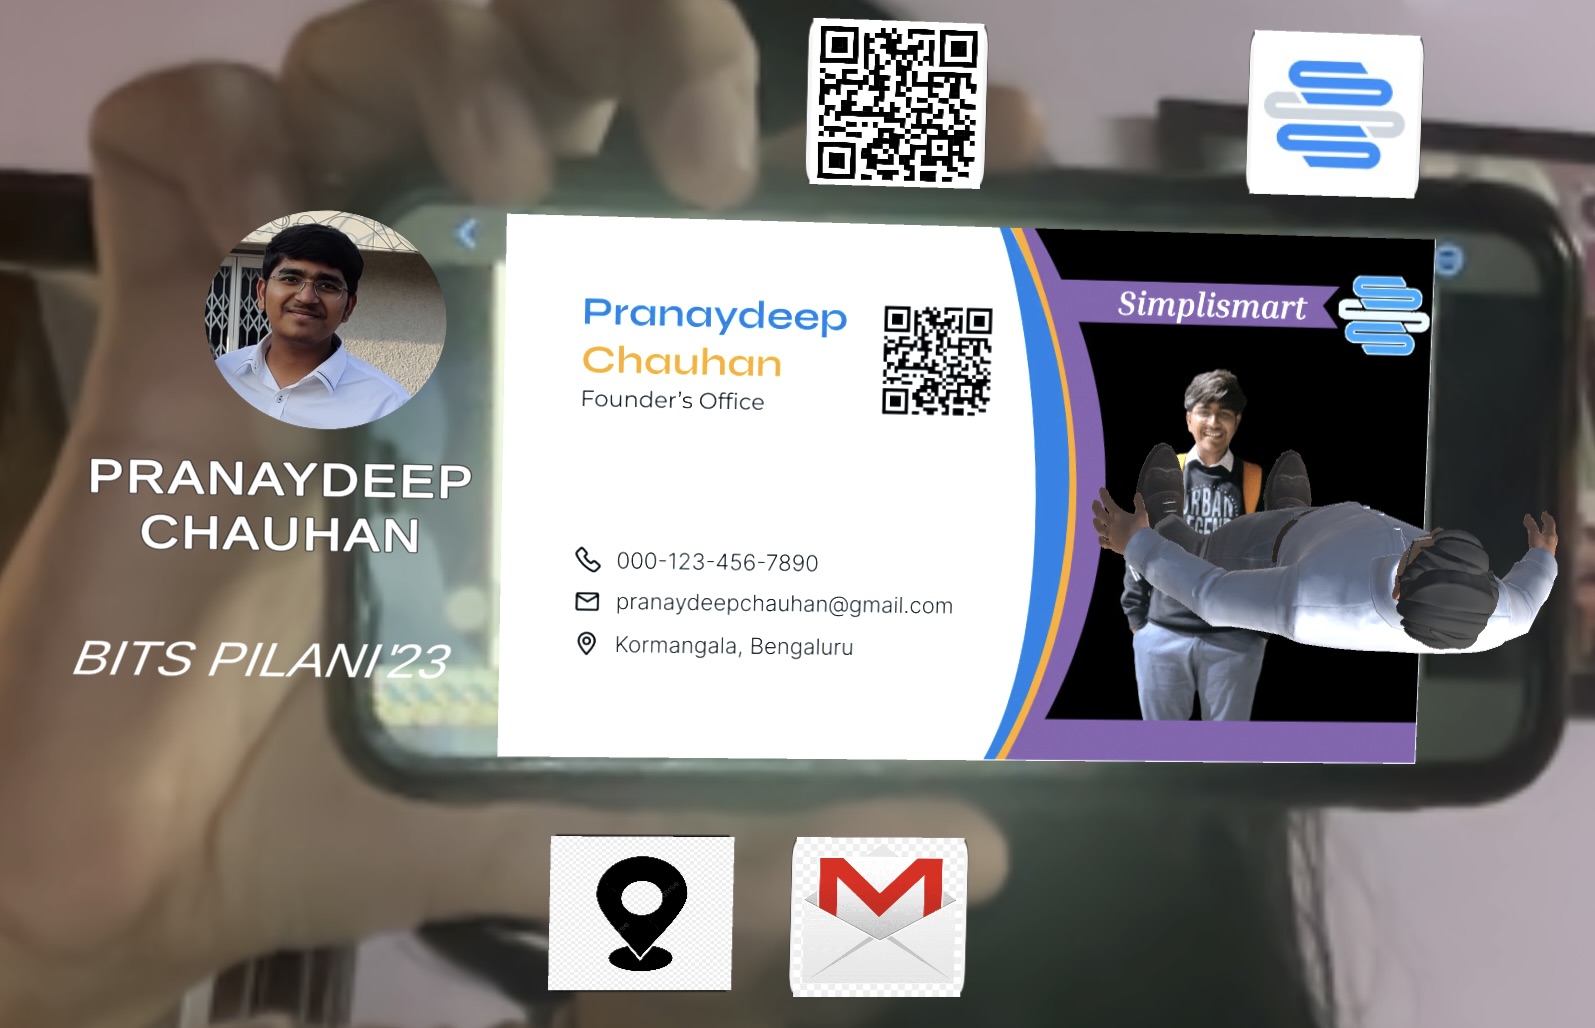 PRANAYDEEP
CHAUHAN
BITS PILANI'23
Pranaydeep
Chauhan
Founder's Office
000-123-456-7890
pranaydeepchauhan@gmail.com
Kormangala, Bengaluru
Simplismart
URBAN